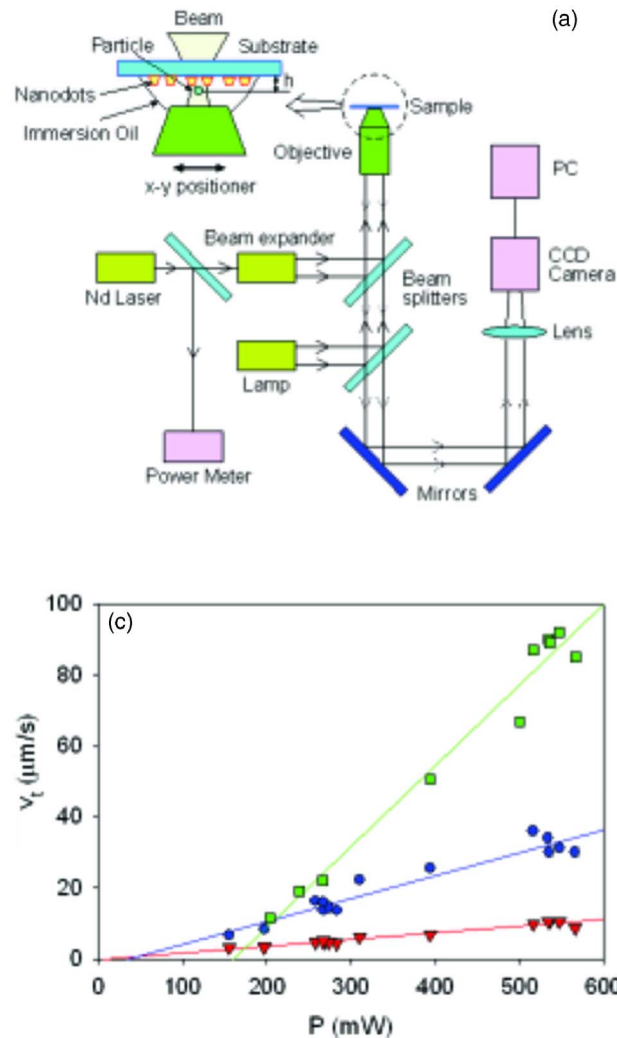 Beam
(a)
Particle
Substrate
h
Nanodots
Immersion Oil
Sample
Objective
x-y positioner
PC
Beam expander
CCD
Camera
Nd Laser
Beam
splitters
Lens
Lamp
Power Meter
Mirrors
(c)
100
80
60
40
20
0
vt (μm/s)
0 100 200 300 400 500 600
P (mW)